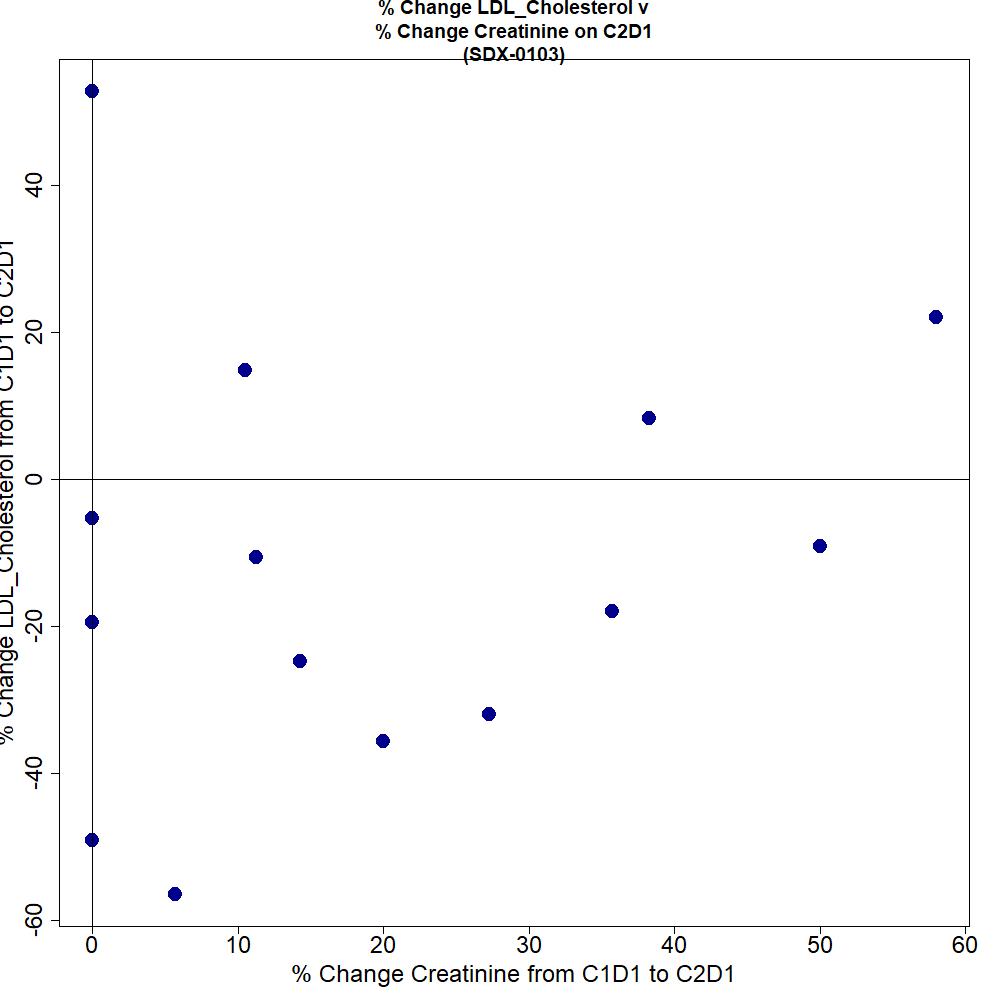 % Change LDL_Cholesterol v
% Change Creatinine on C2D1
(SDX-0103)
% Change LDL_Cholesterol from C1D1 to C2D1
40
20
0
-20
-40
-60
0 10 20 30 40 50 60
% Change Creatinine from C1D1 to C2D1